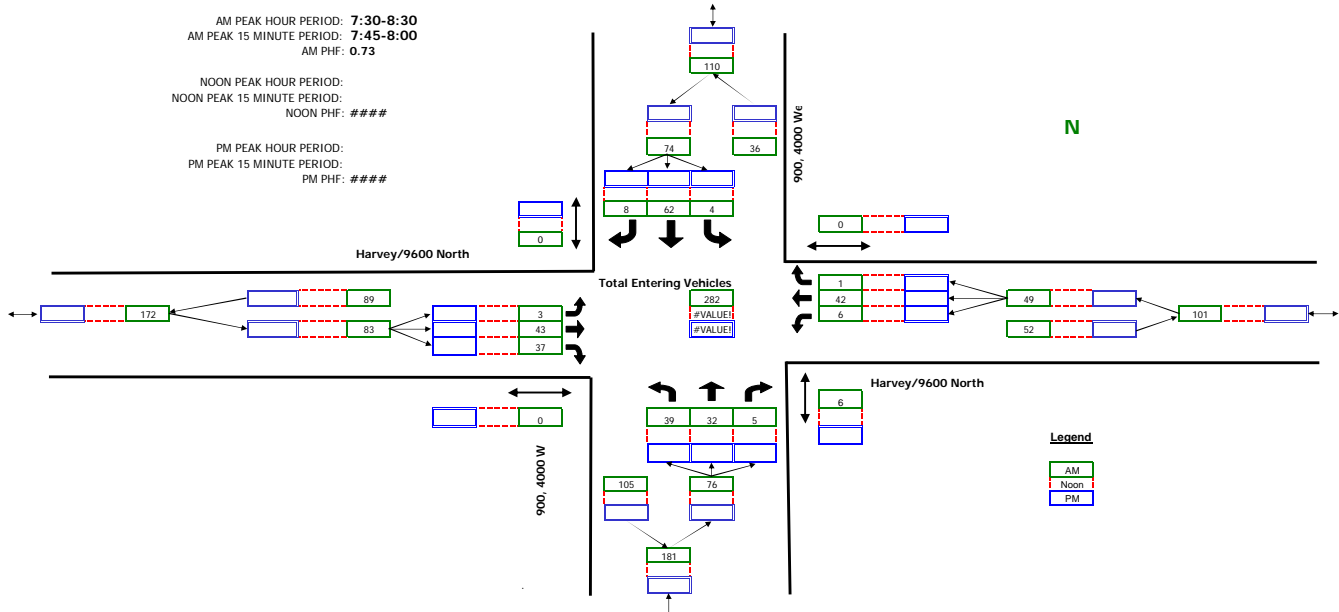 AM PEAK HOUR PERIOD: 7:30-8:30
AM PEAK 15 MINUTE PERIOD: 7:45-8:00
AM PHF: 0.73
NOON PEAK HOUR PERIOD:
NOON PEAK 15 MINUTE PERIOD:
NOON PHF: ####
PM PEAK HOUR PERIOD:
PM PEAK 15 MINUTE PERIOD:
PM PHF: ####
110
74
36
8 62 4
900, 4000 We
N
0
0
Harvey/9600 North
Total Entering Vehicles
282
#VALUE!
#VALUE!
172
89
83
3
43
37
1
42
6
49
52
101
Harvey/9600 North
0
6
39 32 5
900, 4000 W
105
76
181
Legend
AM
Noon
PM